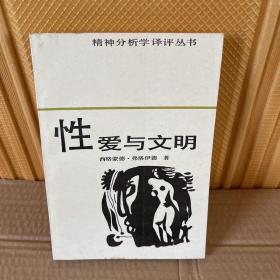 精神分析学译评丛书
性爱与文明
西格蒙德·弗洛伊德 著